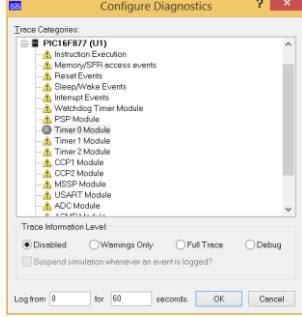 ISIS
Configure Diagnostics
? ×
Trace Categories:
PIC16F877 (U1)
Instruction Execution
Memory/SFR access events
Reset Events
Sleep/Wake Events
Interrupt Events
Watchdog Timer Module
PSP Module
Timer 0 Module
Timer 1 Module
Timer 2 Module
CCP1 Module
CCP2 Module
MSSP Module
USART Module
ADC Module
Trace Information Level:
Disabled Warnings Only Full Trace Debug
Suspend simulation whenever an event is logged?
Log from 0 for 60 seconds. OK Cancel